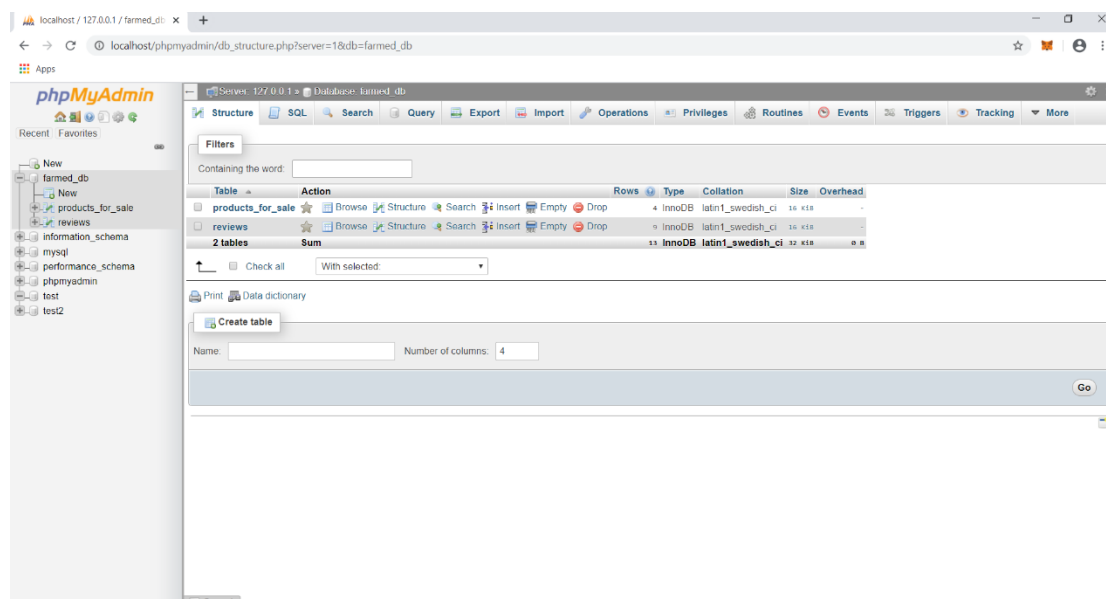 localhost / 127.0.0.1 / farmed_db
localhost/phpmyadmin/db_structure.php?server=1&db=farmed_db
Apps
phpMyAdmin
Recent Favorites
New
farmed_db
New
products_for_sale
reviews
information_schema
mysql
performance_schema
phpmyadmin
test
test2
Server: 127.0.0.1 » Database: farmed_db
Structure SQL Search Query Export Import Operations Privileges Routines Events Triggers Tracking More
Filters
Containing the word:
Table Action Rows Type Collation Size Overhead
products_for_sale Browse Structure Search Insert Empty Drop 4 InnoDB latin1_swedish_ci 16 KiB -
reviews Browse Structure Search Insert Empty Drop 9 InnoDB latin1_swedish_ci 16 KiB -
2 tables Sum 13 InnoDB latin1_swedish_ci 32 KiB 0 B
Check all With selected:
Print Data dictionary
Create table
Name: Number of columns: 4
Go